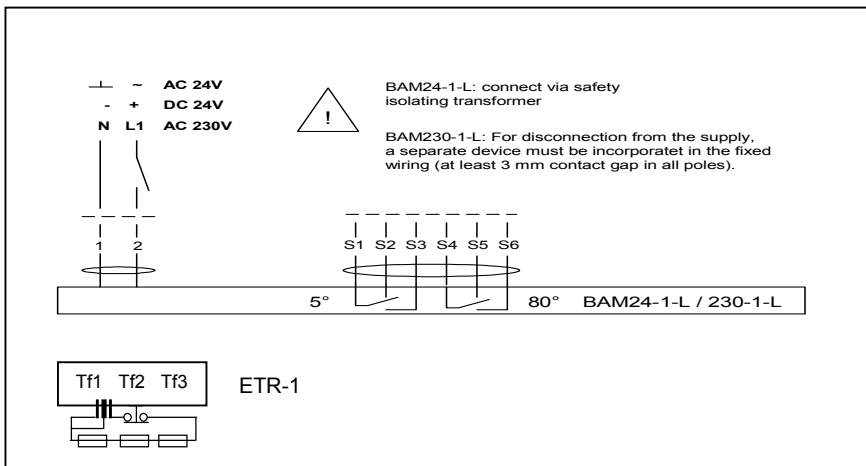 ⊥ ~ AC 24V
- + DC 24V
N L1 AC 230V
!
BAM24-1-L: connect via safety
isolating transformer
BAM230-1-L: For disconnection from the supply,
a separate device must be incorporatet in the fixed
wiring (at least 3 mm contact gap in all poles).
1 2
S1 S2 S3 S4 S5 S6
5° 80° BAM24-1-L / 230-1-L
Tf1 Tf2 Tf3 ETR-1